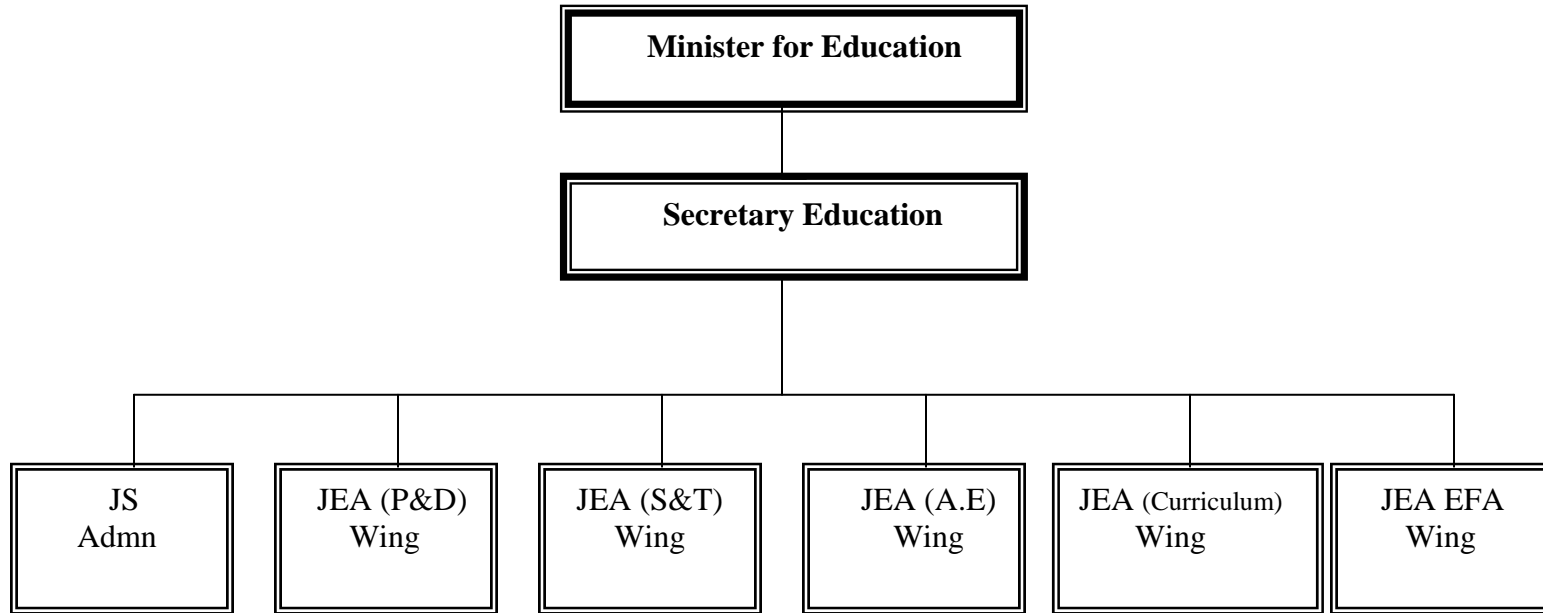 Minister for Education
Secretary Education
JS
Admn
JEA (P&D)
Wing
JEA (S&T)
Wing
JEA (A.E)
Wing
JEA (Curriculum)
Wing
JEA EFA
Wing